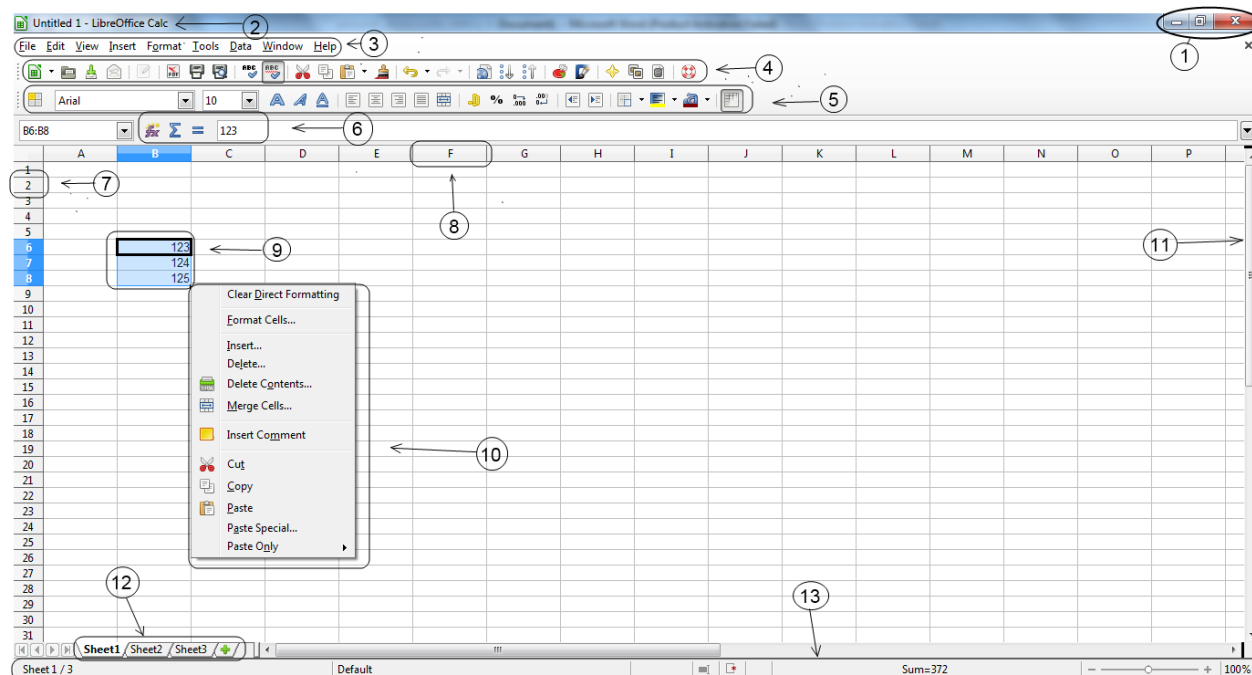 Untitled 1 - LibreOffice Calc
2
1
File Edit View Insert Format Tools Data Window Help
3
4
Arial 10
5
B6:B8 123
6
A B C D E F G H I J K L M N O P
1
2
7
3
4
8
5
6 123
9
11
7 124
8 125
9
Clear Direct Formatting
10
Format Cells...
11
12
Insert...
13
Delete...
14
15
Delete Contents...
16
Merge Cells...
17
18
Insert Comment
19
10
20
Cut
21
Copy
22
23
Paste
24
Paste Special...
25
Paste Only
26
27
12
28
13
29
30
31
Sheet1 Sheet2 Sheet3
Sheet 1 / 3 Default Sum=372 100%